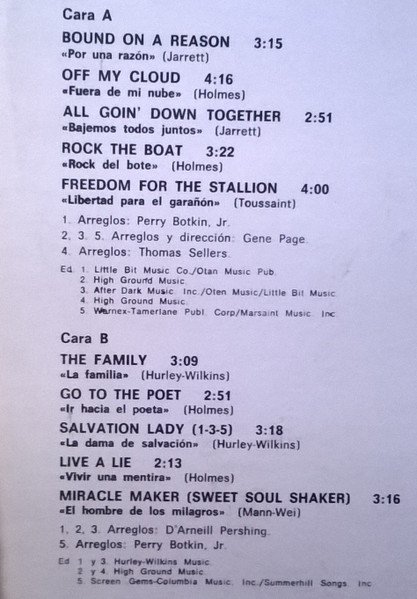 Cara A
BOUND ON A REASON 3:15
«Por una razón» (Jarrett)
OFF MY CLOUD 4:16
«Fuera de mi nube» (Holmes)
ALL GOIN' DOWN TOGETHER 2:51
«Bajemos todos juntos» (Jarrett)
ROCK THE BOAT 3:22
«Rock del bote» (Holmes)
FREEDOM FOR THE STALLION 4:00
«Libertad para el garañón» (Toussaint)
1. Arreglos: Perry Botkin, Jr.
2, 3. 5. Arreglos y dirección: Gene Page.
4. Arreglos: Thomas Sellers.
Ed. 1. Little Bit Music Co./Otan Music Pub.
2. High Ground Music.
3. After Dark Music. Inc./Oten Music/Little Bit Music
4. High Ground Music.
5. Warnex-Tamerlane Publ. Corp/Marsaint Music. Inc.
Cara B
THE FAMILY 3:09
«La familia» (Hurley-Wilkins)
GO TO THE POET 2:51
«Ir hacia el poeta» (Holmes)
SALVATION LADY (1-3-5) 3:18
«La dama de salvación» (Hurley-Wilkins)
LIVE A LIE 2:13
«Vivir una mentira» (Holmes)
MIRACLE MAKER (SWEET SOUL SHAKER) 3:16
«El hombre de los milagros» (Mann-Wei)
1, 2, 3. Arreglos: D'Arneill Pershing.
5. Arreglos: Perry Botkin, Jr.
Ed 1 y 3. Hurley-Wilkins Music.
2 y 4. High Ground Music.
5. Screen Gems-Columbia Music. Inc./Summerhill Songs. Inc